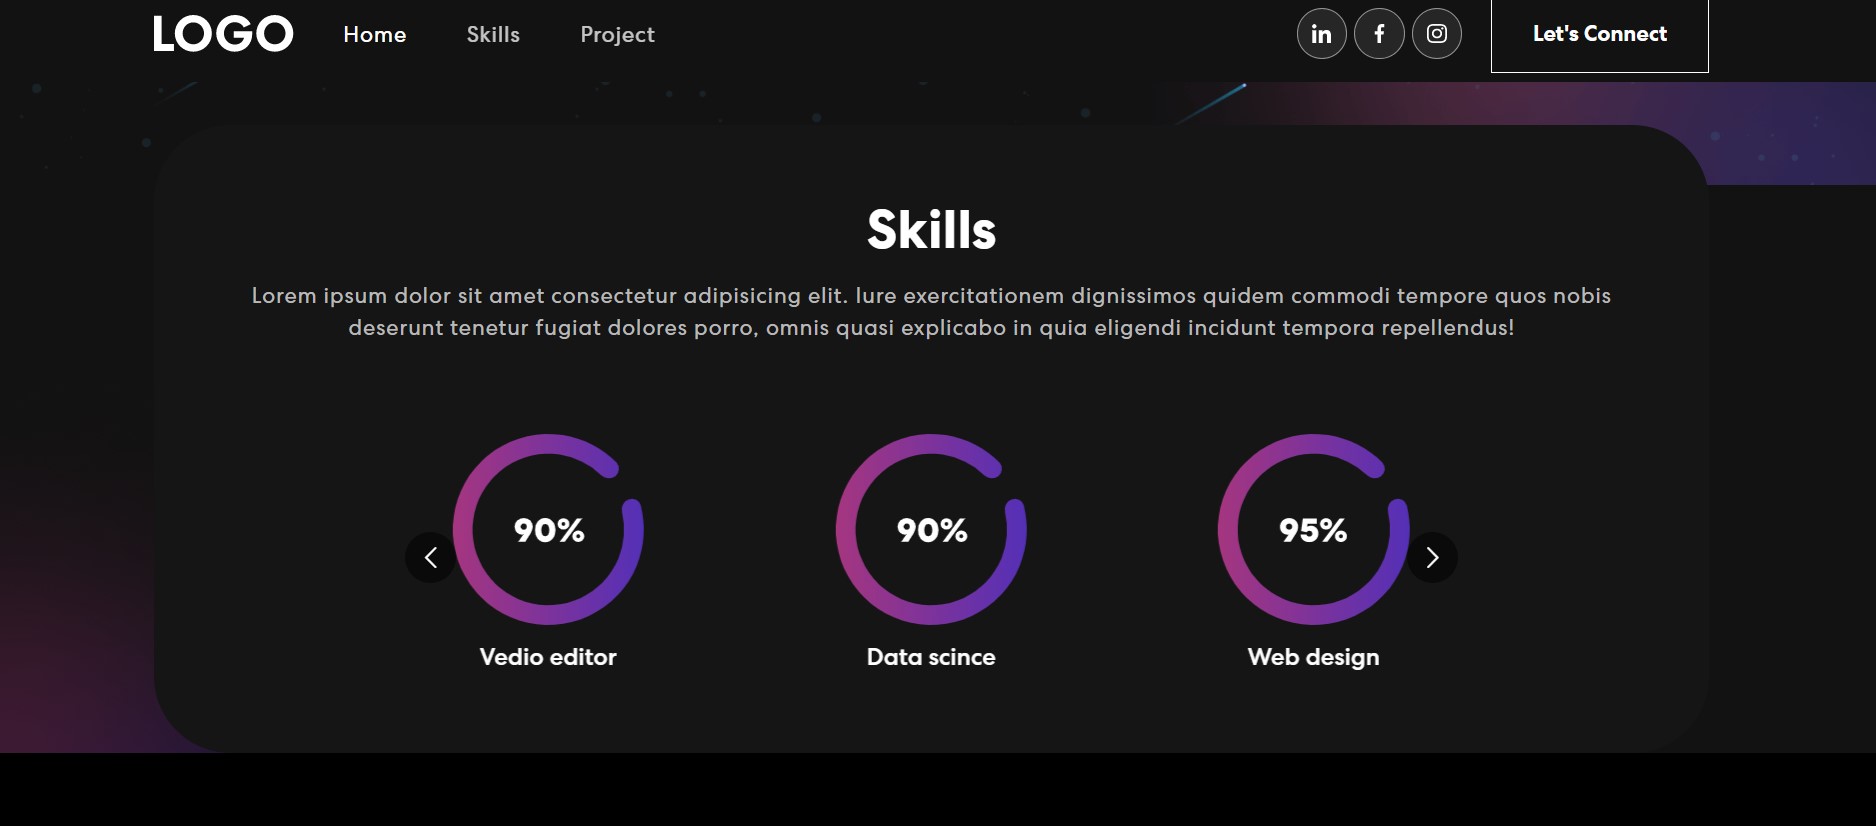 LOGO Home Skills Project Let's Connect
Skills
Lorem ipsum dolor sit amet consectetur adipisicing elit. Iure exercitationem dignissimos quidem commodi tempore quos nobis
deserunt tenetur fugiat dolores porro, omnis quasi explicabo in quia eligendi incidunt tempora repellendus!
90% 90% 95%
Vedio editor Data scince Web design